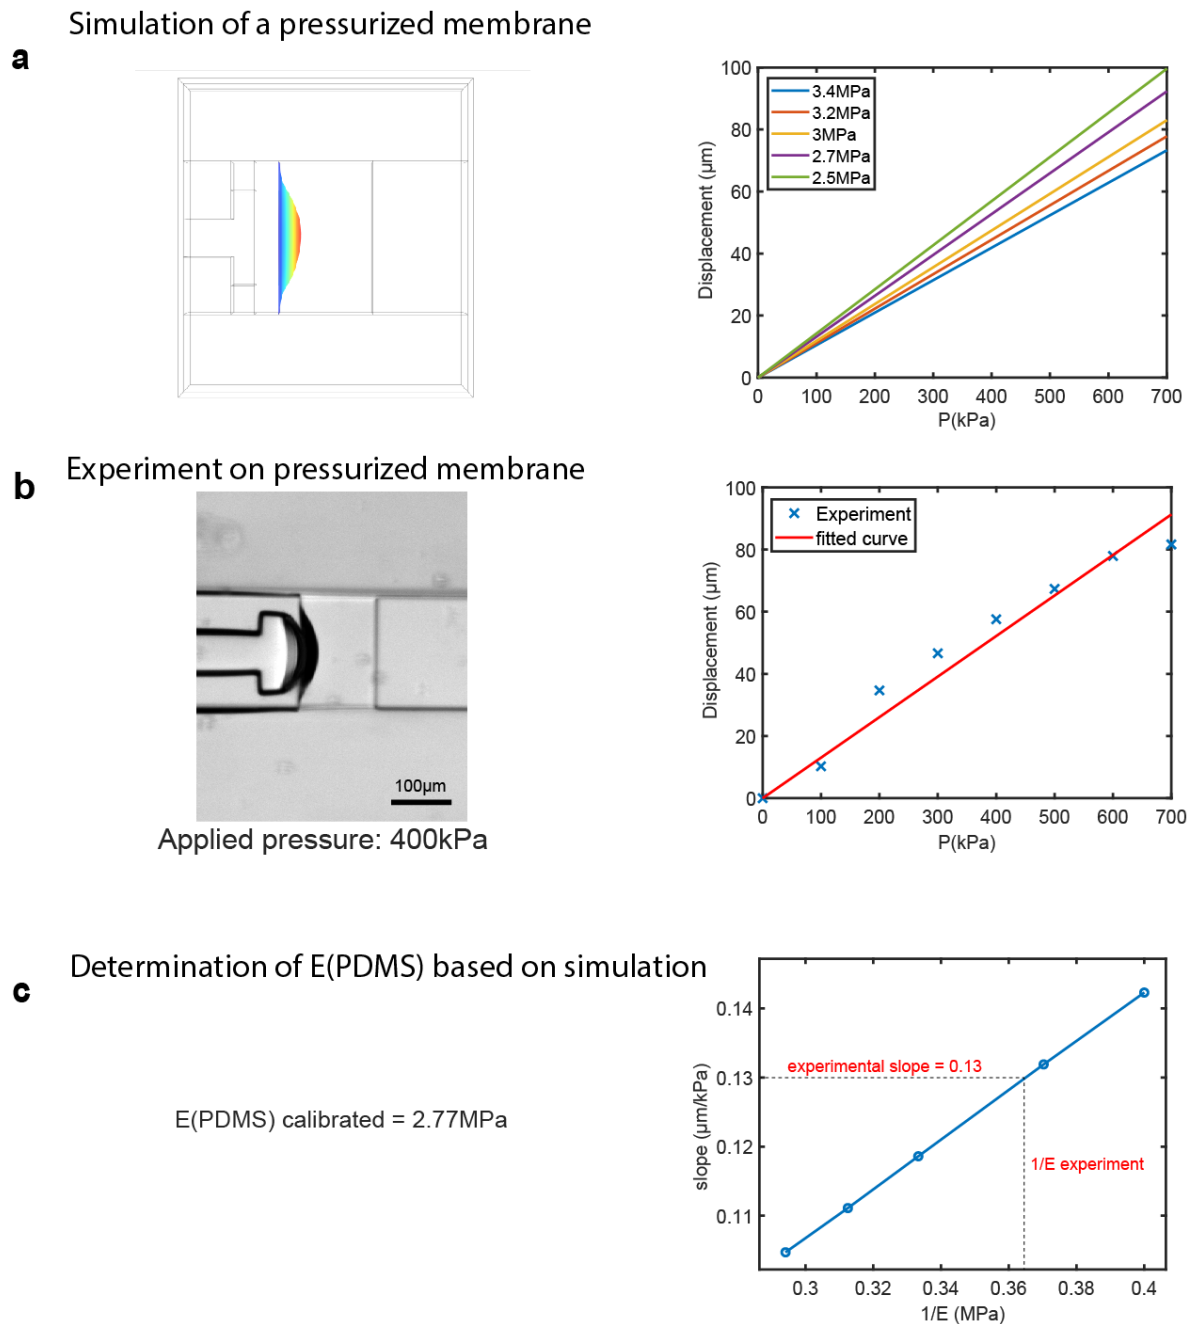 Simulation of a pressurized membrane
a
100
80
60
40
20
0
Displacement (μm)
3.4MPa
3.2MPa
3MPa
2.7MPa
2.5MPa
0 100 200 300 400 500 600 700
P(kPa)
Experiment on pressurized membrane
b
100μm
Applied pressure: 400kPa
100
80
60
40
20
0
Displacement (μm)
Experiment
fitted curve
0 100 200 300 400 500 600 700
P(kPa)
Determination of E(PDMS) based on simulation
c
E(PDMS) calibrated = 2.77MPa
0.14
0.13
0.12
0.11
slope (μm/kPa)
experimental slope = 0.13
1/E experiment
0.3 0.32 0.34 0.36 0.38 0.4
1/E (MPa)